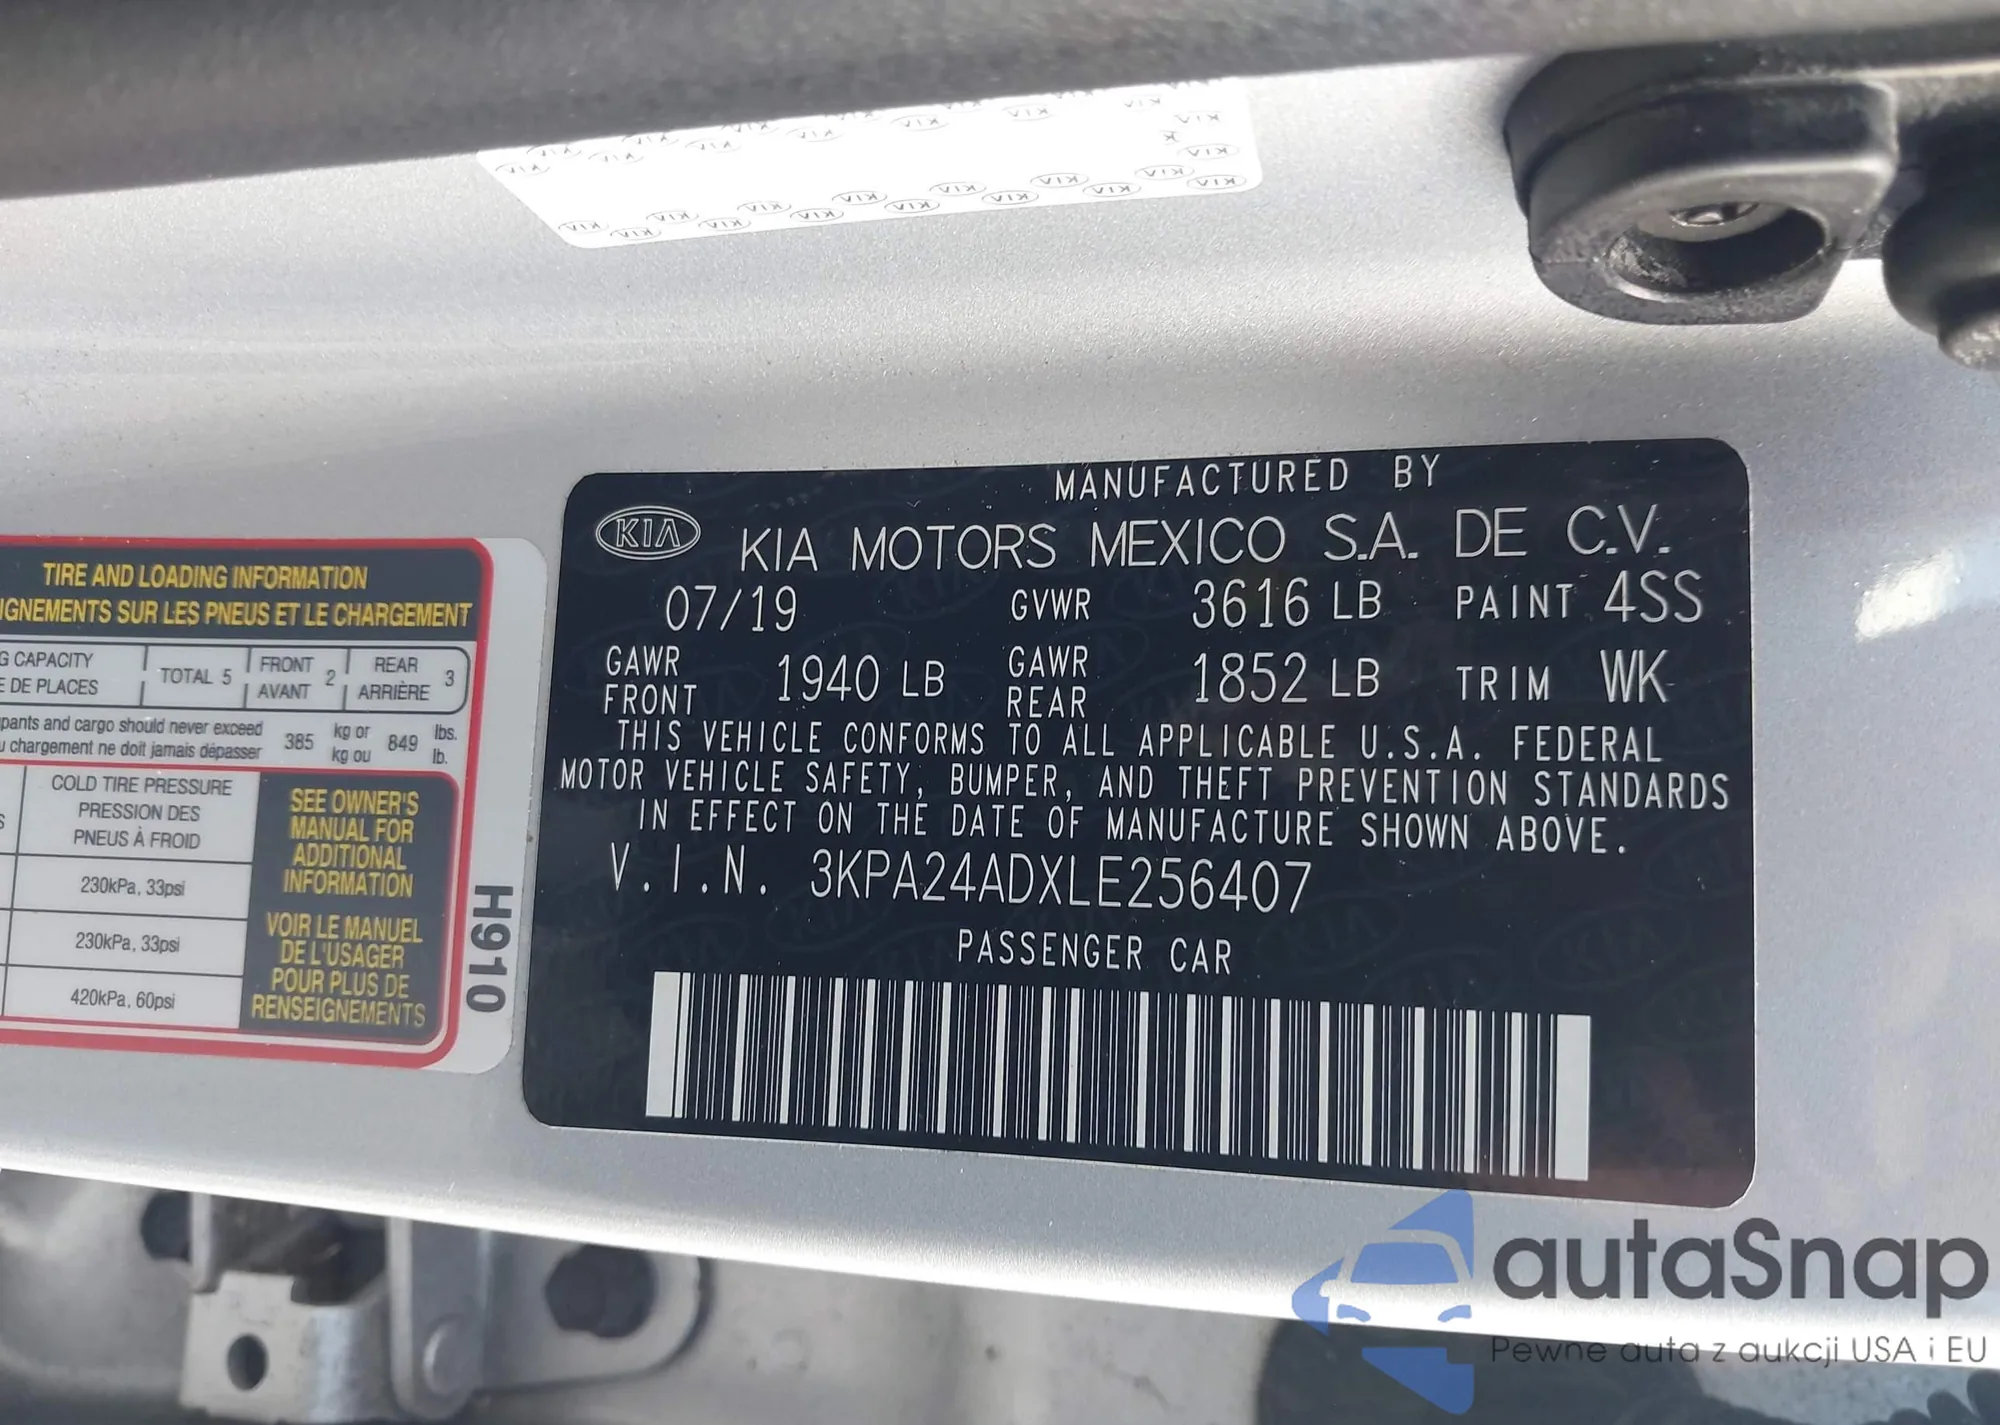 KIA
MANUFACTURED BY
KIA MOTORS MEXICO S.A. DE C.V.
07/19 GVWR 3616 LB PAINT 4SS
GAWR FRONT 1940 LB GAWR REAR 1852 LB TRIM WK
THIS VEHICLE CONFORMS TO ALL APPLICABLE U.S.A. FEDERAL
MOTOR VEHICLE SAFETY, BUMPER, AND THEFT PREVENTION STANDARDS
IN EFFECT ON THE DATE OF MANUFACTURE SHOWN ABOVE.
V.I.N. 3KPA24ADXLE256407
PASSENGER CAR
TIRE AND LOADING INFORMATION
IGNEMENTS SUR LES PNEUS ET LE CHARGEMENT
G CAPACITY
E DE PLACES
TOTAL 5
FRONT
AVANT
2
REAR
ARRIÈRE
3
pants and cargo should never exceed
u chargement ne doit jamais dépasser
385
kg or
kg ou
849
lbs.
lb.
COLD TIRE PRESSURE
PRESSION DES
PNEUS À FROID
230kPa, 33psi
230kPa, 33psi
420kPa, 60psi
SEE OWNER'S
MANUAL FOR
ADDITIONAL
INFORMATION
VOIR LE MANUEL
DE L'USAGER
POUR PLUS DE
RENSEIGNEMENTS
H910
autaSnap
Pewne auta z aukcji USA i EU